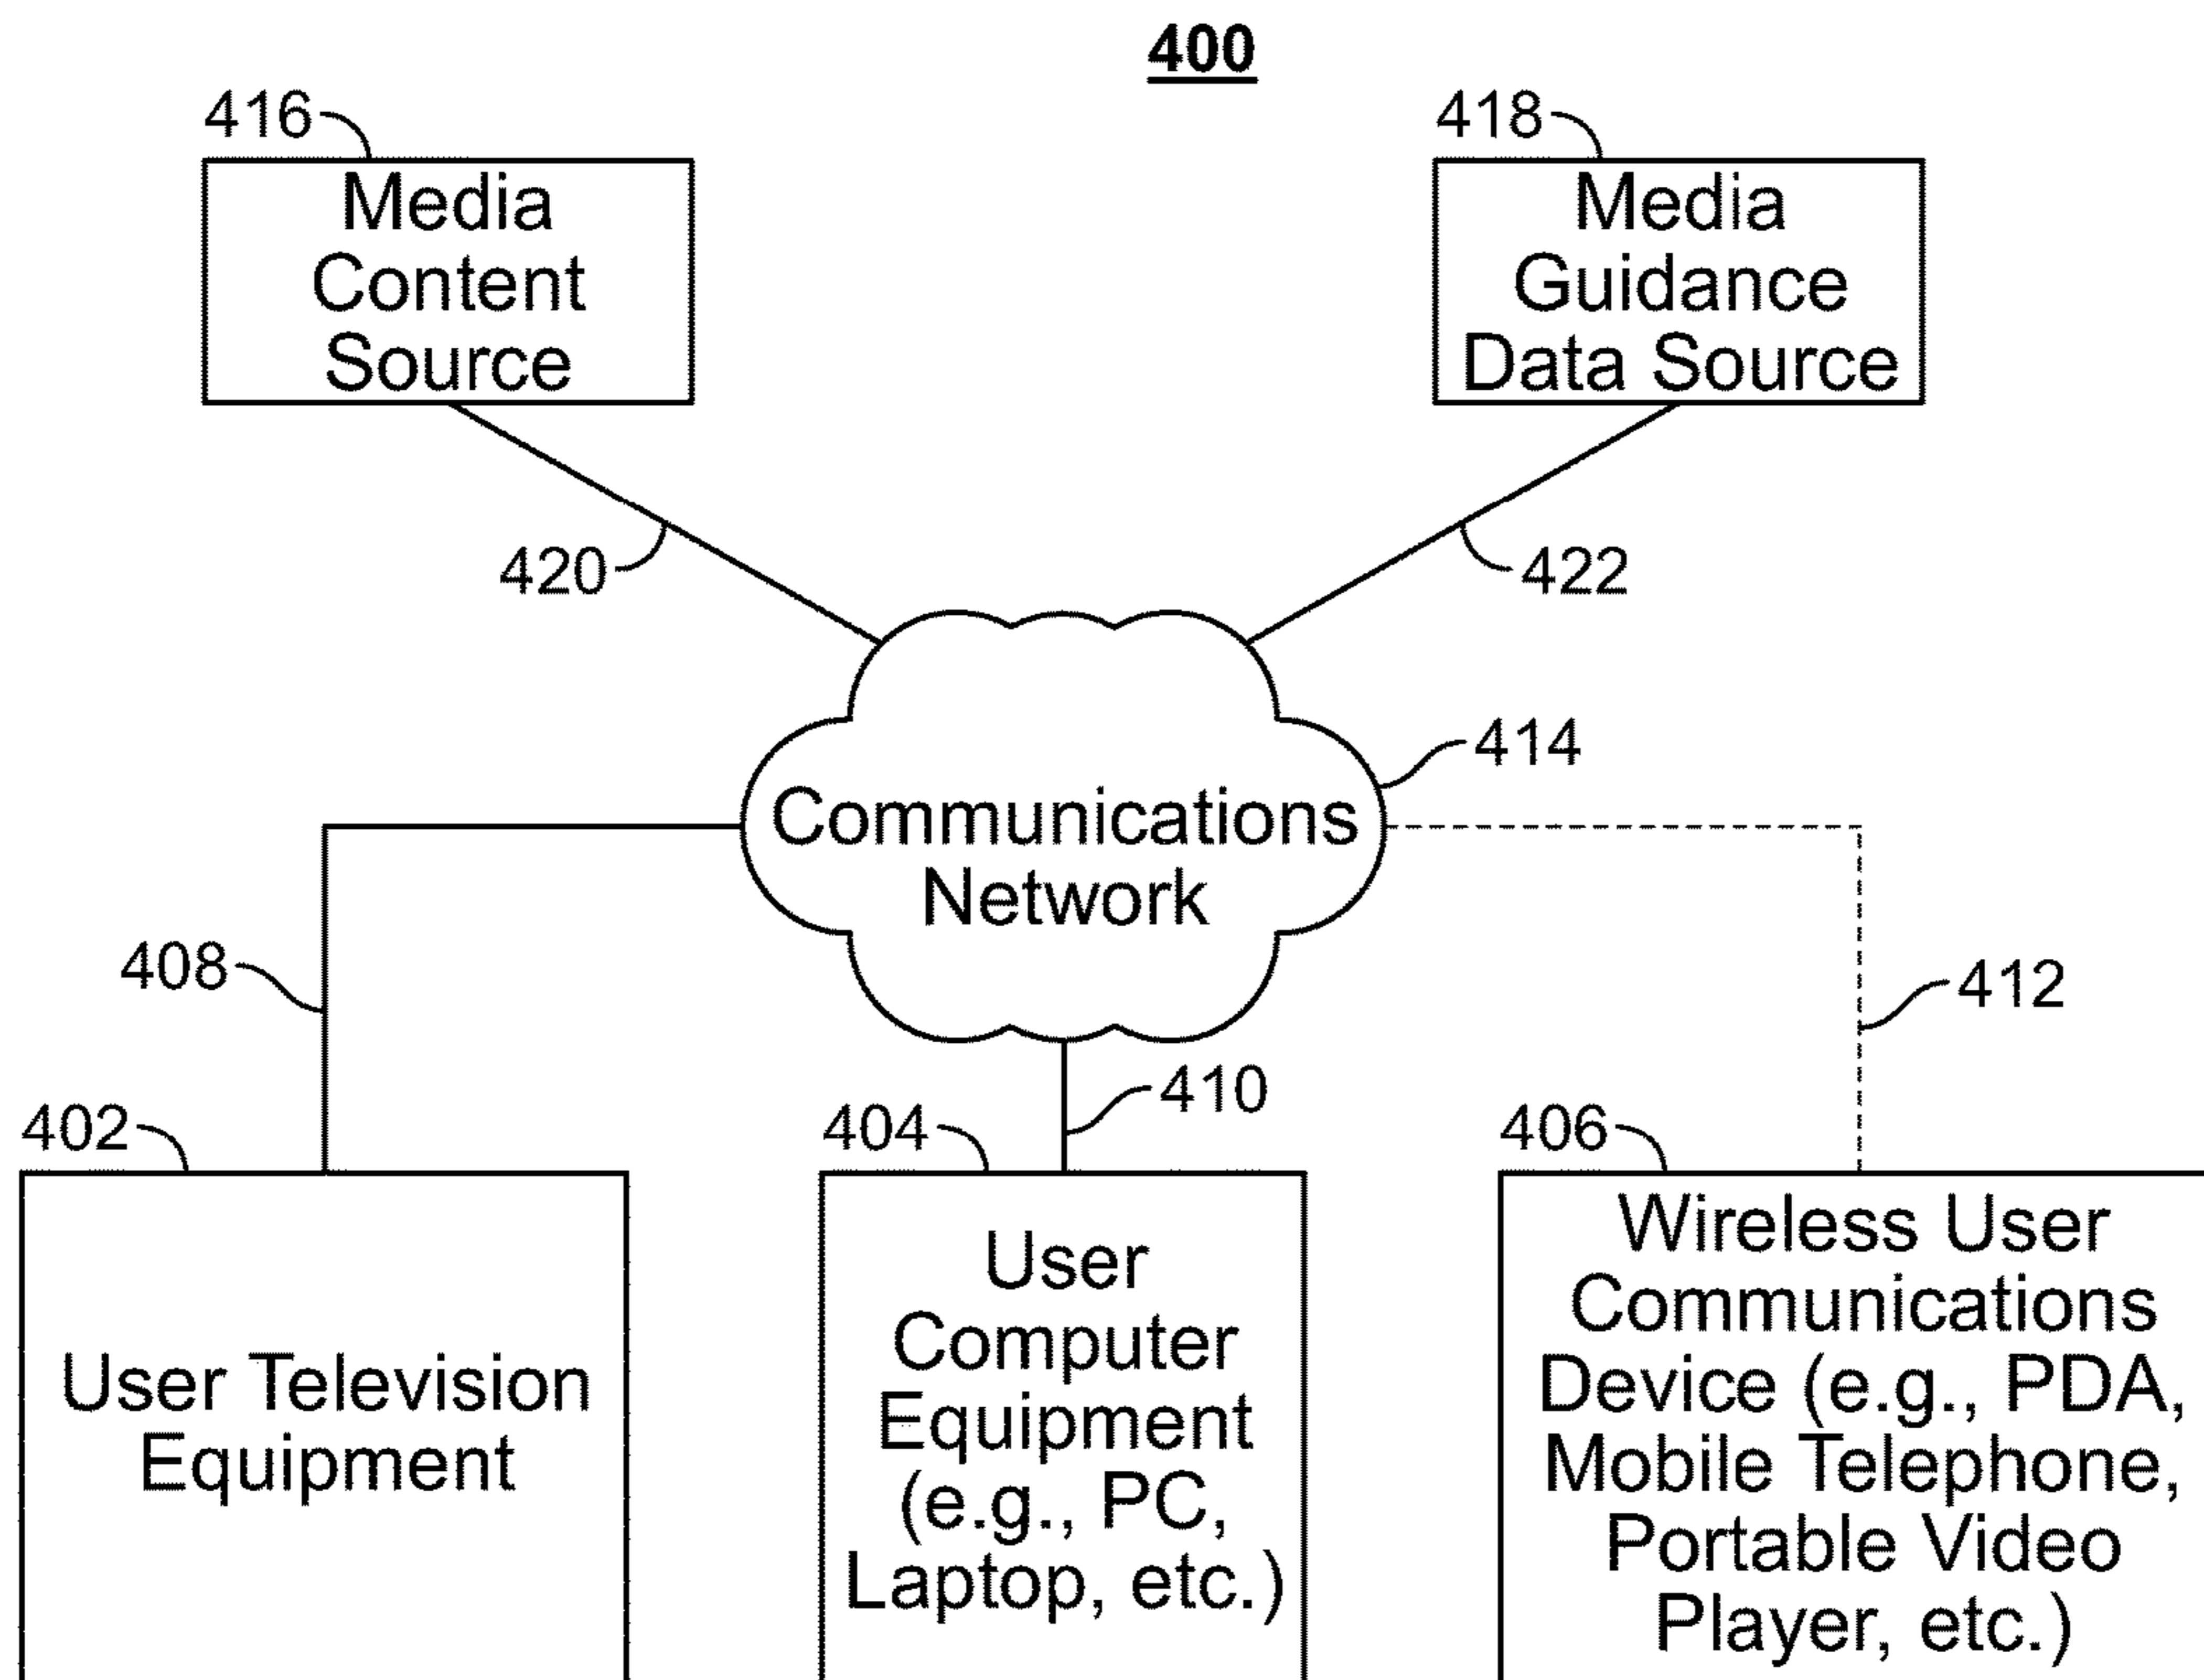 400
416
418
Media
Content
Source
Media
Guidance
Data Source
420
422
414
Communications
Network
408
412
410
402
404
406
User Television
Equipment
User
Computer
Equipment
(e.g., PC,
Laptop, etc.)
Wireless User
Communications
Device (e.g., PDA,
Mobile Telephone,
Portable Video
Player, etc.)